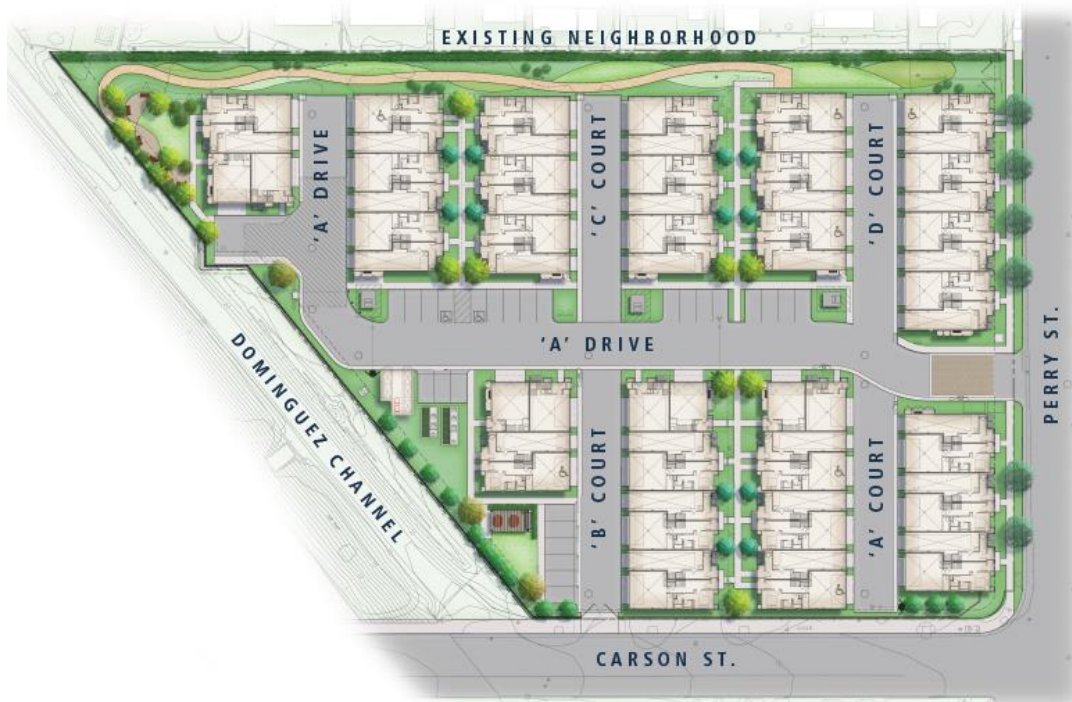 EXISTING NEIGHBORHOOD
'A' DRIVE
'C' COURT
'D' COURT
'A' DRIVE
DOMINGUEZ CHANNEL
PERRY ST.
'B' COURT
'A' COURT
CARSON ST.